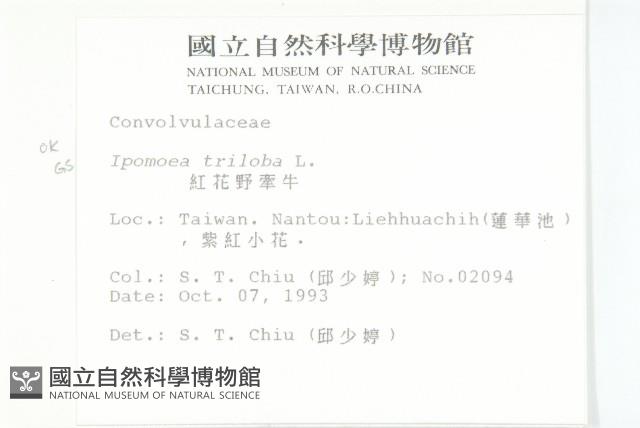 國立自然科學博物館
NATIONAL MUSEUM OF NATURAL SCIENCE
TAICHUNG, TAIWAN, R.O.CHINA
Convolvulaceae
OK
GS
Ipomoea triloba L.
紅花野牽牛
Loc.: Taiwan. Nantou:Liehhuachih(蓮華池)
, 紫紅小花.
Col.: S. T. Chiu (邱少婷); No.02094
Date: Oct. 07, 1993
Det.: S. T. Chiu (邱少婷)
國立自然科學博物館
NATIONAL MUSEUM OF NATURAL SCIENCE